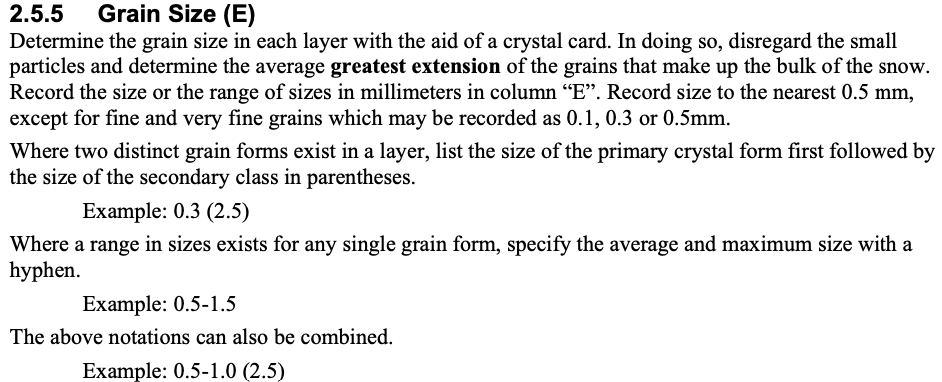 2.5.5 Grain Size (E)
Determine the grain size in each layer with the aid of a crystal card. In doing so, disregard the small
particles and determine the average greatest extension of the grains that make up the bulk of the snow.
Record the size or the range of sizes in millimeters in column “E”. Record size to the nearest 0.5 mm,
except for fine and very fine grains which may be recorded as 0.1, 0.3 or 0.5mm.
Where two distinct grain forms exist in a layer, list the size of the primary crystal form first followed by
the size of the secondary class in parentheses.
Example: 0.3 (2.5)
Where a range in sizes exists for any single grain form, specify the average and maximum size with a
hyphen.
Example: 0.5-1.5
The above notations can also be combined.
Example: 0.5-1.0 (2.5)